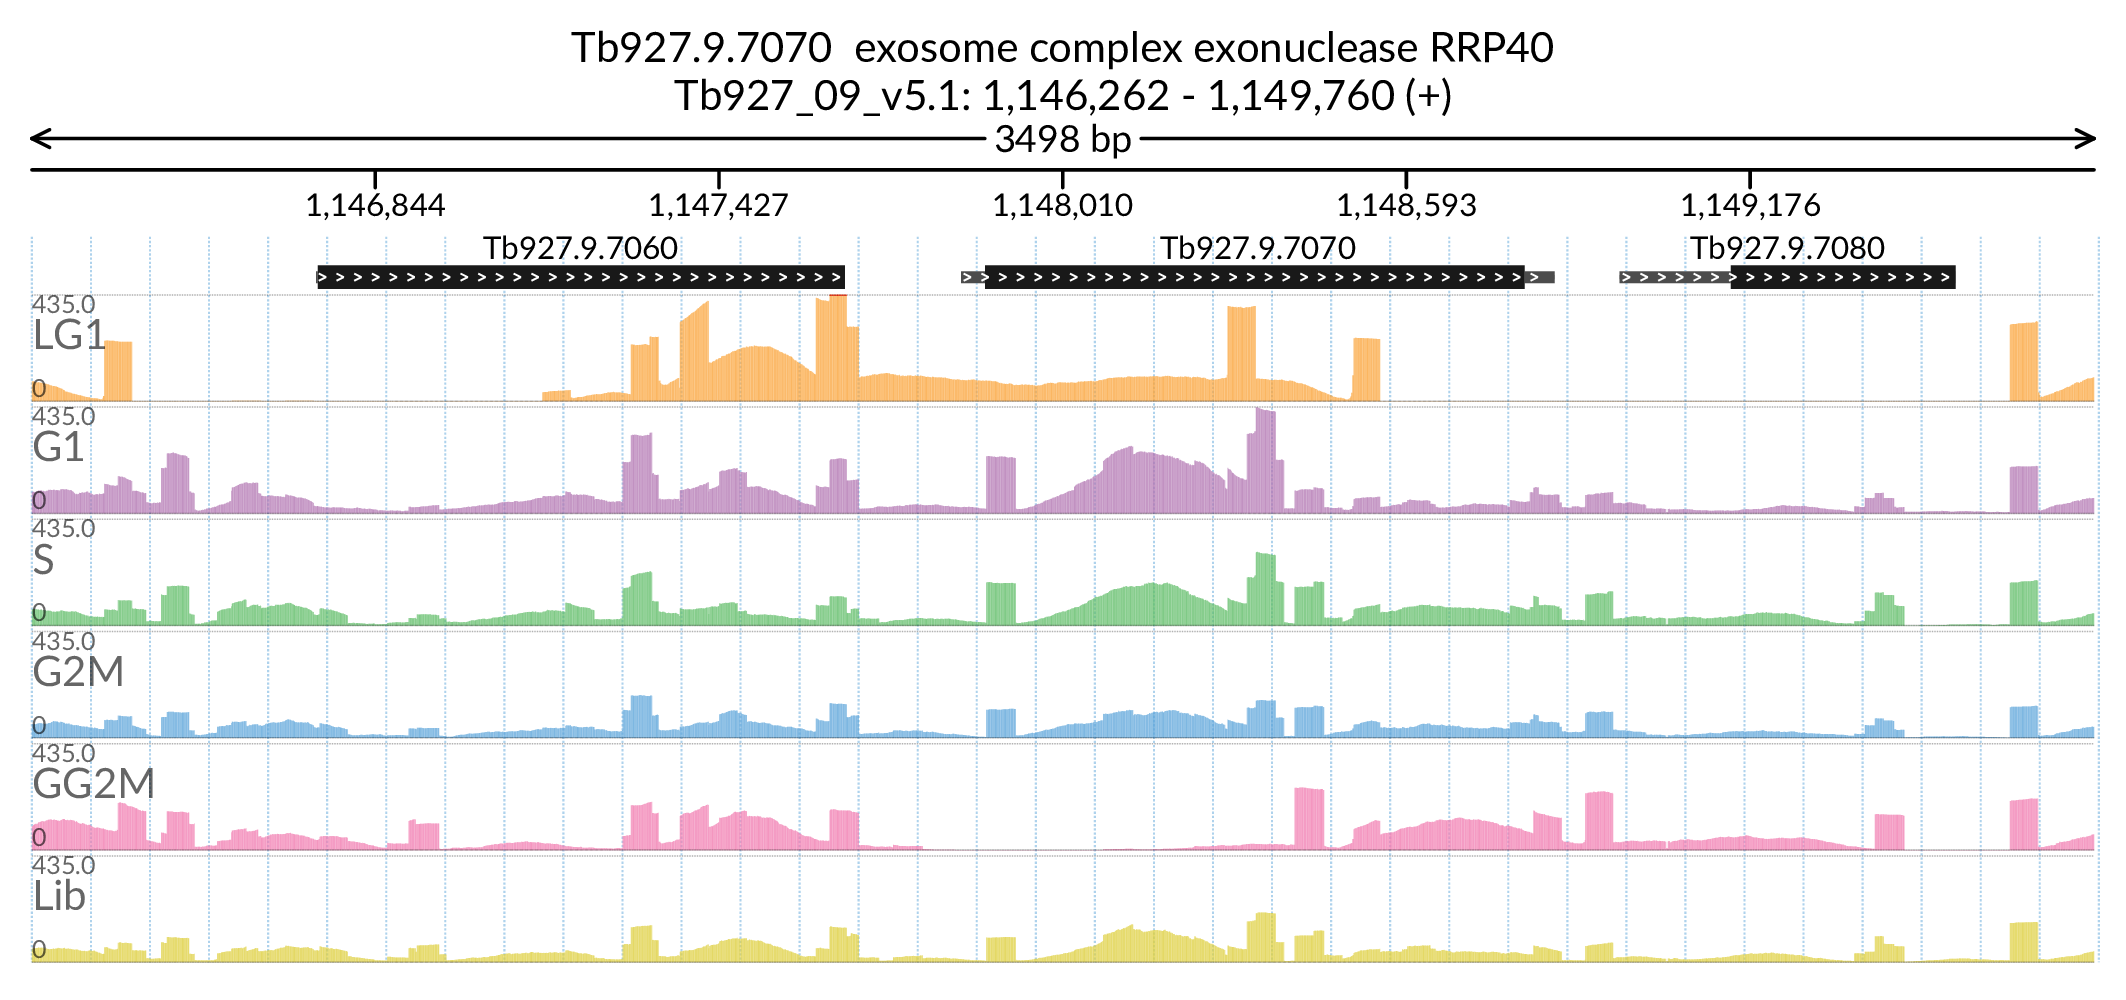 Tb927.9.7070  exosome complex exonuclease RRP40
Tb927_09_v5.1: 1,146,262 - 1,149,760 (+)
3498 bp
1,146,844 1,147,427 1,148,010 1,148,593 1,149,176
Tb927.9.7060 Tb927.9.7070 Tb927.9.7080
435.0
LG1
0
435.0
G1
0
435.0
S
0
435.0
G2M
0
435.0
GG2M
0
435.0
Lib
0